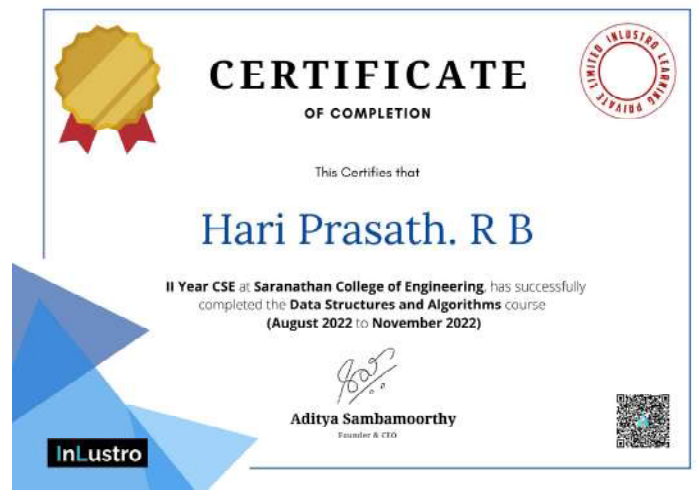 CERTIFICATE
OF COMPLETION
INLUSTRO LEARNING PRIVATE LIMITED
This Certifies that
Hari Prasath. R B
II Year CSE at Saranathan College of Engineering, has successfully
completed the Data Structures and Algorithms course
(August 2022 to November 2022)
Aditya Sambamoorthy
Founder & CEO
InLustro